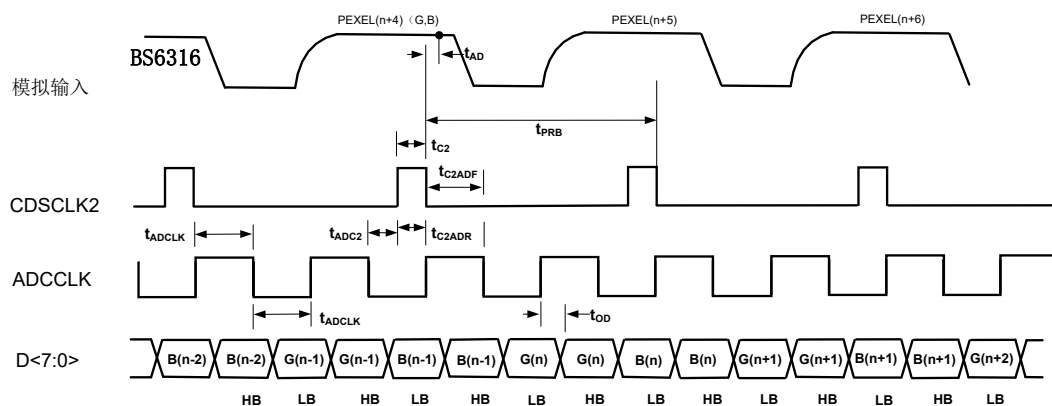 PEXEL(n+4)（G,B） PEXEL(n+5) PEXEL(n+6)
BS6316
模拟输入
tAD
tPRB
tC2
tC2ADF
CDSCLK2
tADCLK tADC2 tC2ADR
ADCCLK
tADCLK tOD
D<7:0> B(n-2) B(n-2) G(n-1) G(n-1) B(n-1) B(n-1) G(n) G(n) B(n) B(n) G(n+1) G(n+1) B(n+1) B(n+1) G(n+2)
HB LB HB LB HB LB HB LB HB LB HB LB HB LB